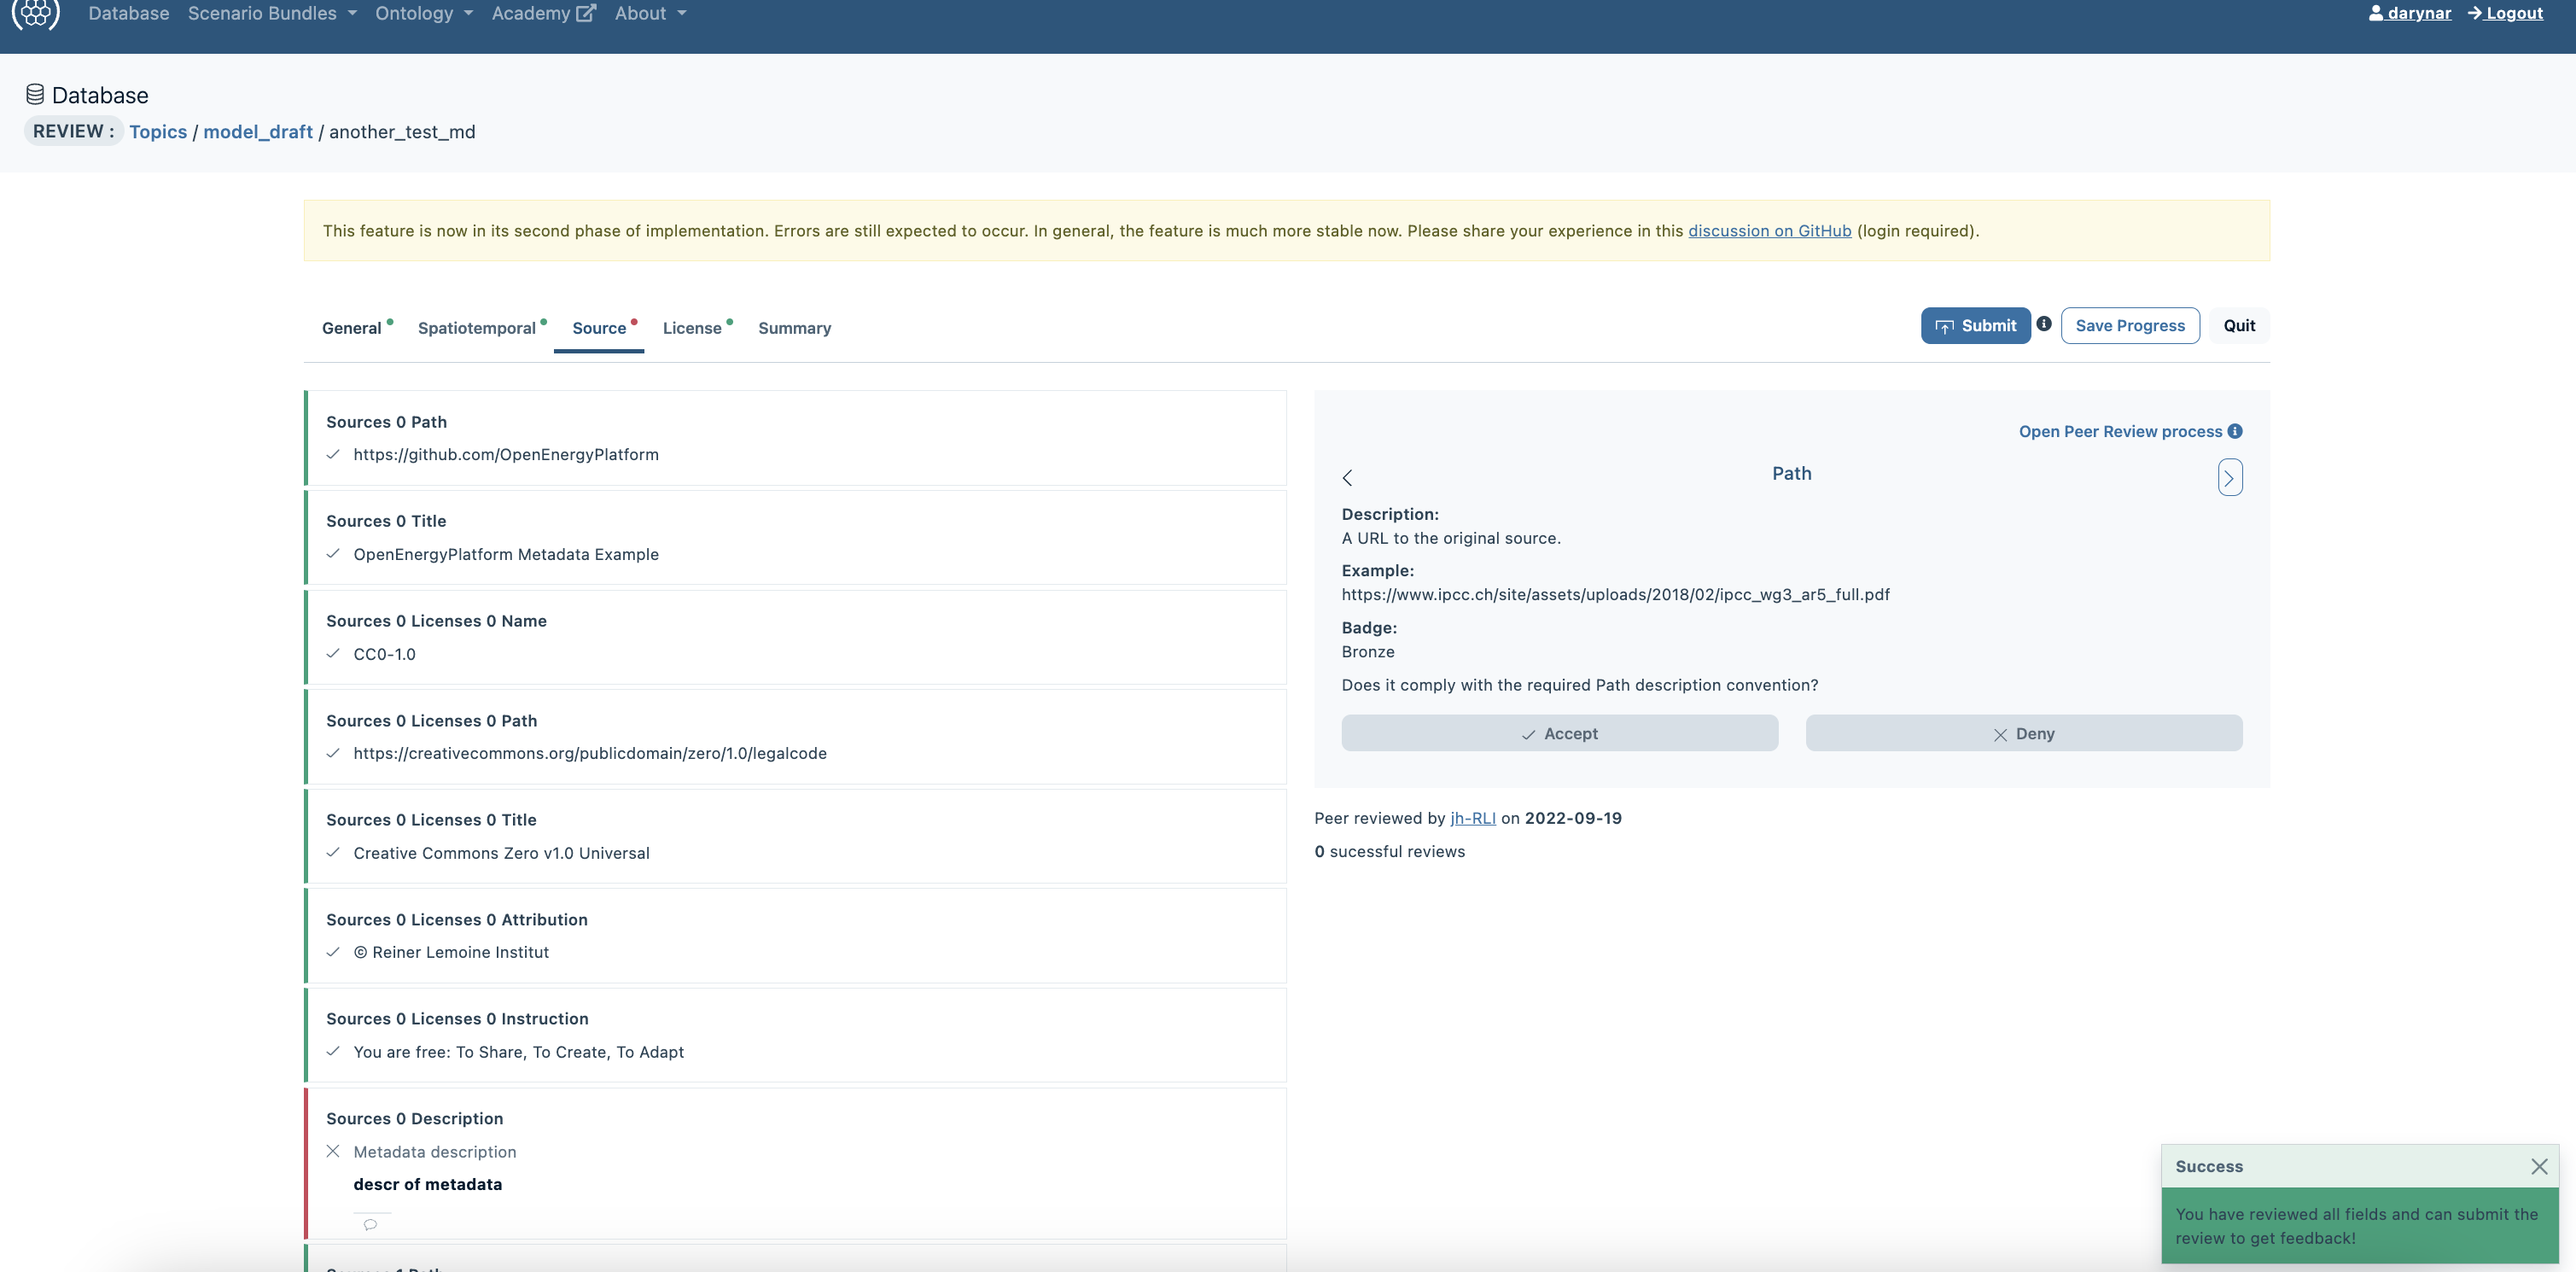 Database Scenario Bundles Ontology Academy About darynar Logout
Database
REVIEW : Topics / model_draft / another_test_md
This feature is now in its second phase of implementation. Errors are still expected to occur. In general, the feature is much more stable now. Please share your experience in this discussion on GitHub (login required).
General Spatiotemporal Source License Summary Submit Save Progress Quit
Sources 0 Path
https://github.com/OpenEnergyPlatform
Sources 0 Title
OpenEnergyPlatform Metadata Example
Sources 0 Licenses 0 Name
CC0-1.0
Sources 0 Licenses 0 Path
https://creativecommons.org/publicdomain/zero/1.0/legalcode
Sources 0 Licenses 0 Title
Creative Commons Zero v1.0 Universal
Sources 0 Licenses 0 Attribution
© Reiner Lemoine Institut
Sources 0 Licenses 0 Instruction
You are free: To Share, To Create, To Adapt
Sources 0 Description
Metadata description
descr of metadata
Open Peer Review process
Path
Description:
A URL to the original source.
Example:
https://www.ipcc.ch/site/assets/uploads/2018/02/ipcc_wg3_ar5_full.pdf
Badge:
Bronze
Does it comply with the required Path description convention?
Accept Deny
Peer reviewed by jh-RLI on 2022-09-19
0 sucessful reviews
Success
You have reviewed all fields and can submit the
review to get feedback!